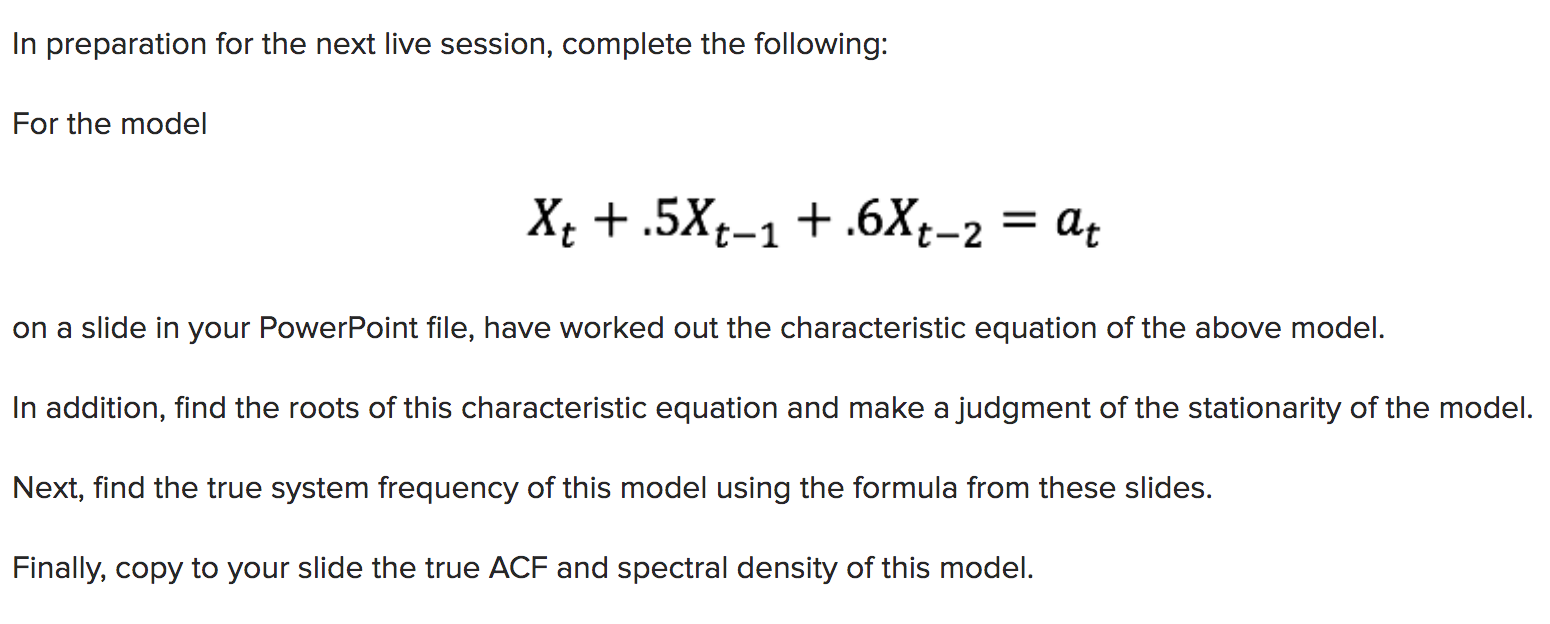 In preparation for the next live session, complete the following:
For the model
Xₜ + .5Xₜ₋₁ + .6Xₜ₋₂ = aₜ
on a slide in your PowerPoint file, have worked out the characteristic equation of the above model.
In addition, find the roots of this characteristic equation and make a judgment of the stationarity of the model.
Next, find the true system frequency of this model using the formula from these slides.
Finally, copy to your slide the true ACF and spectral density of this model.